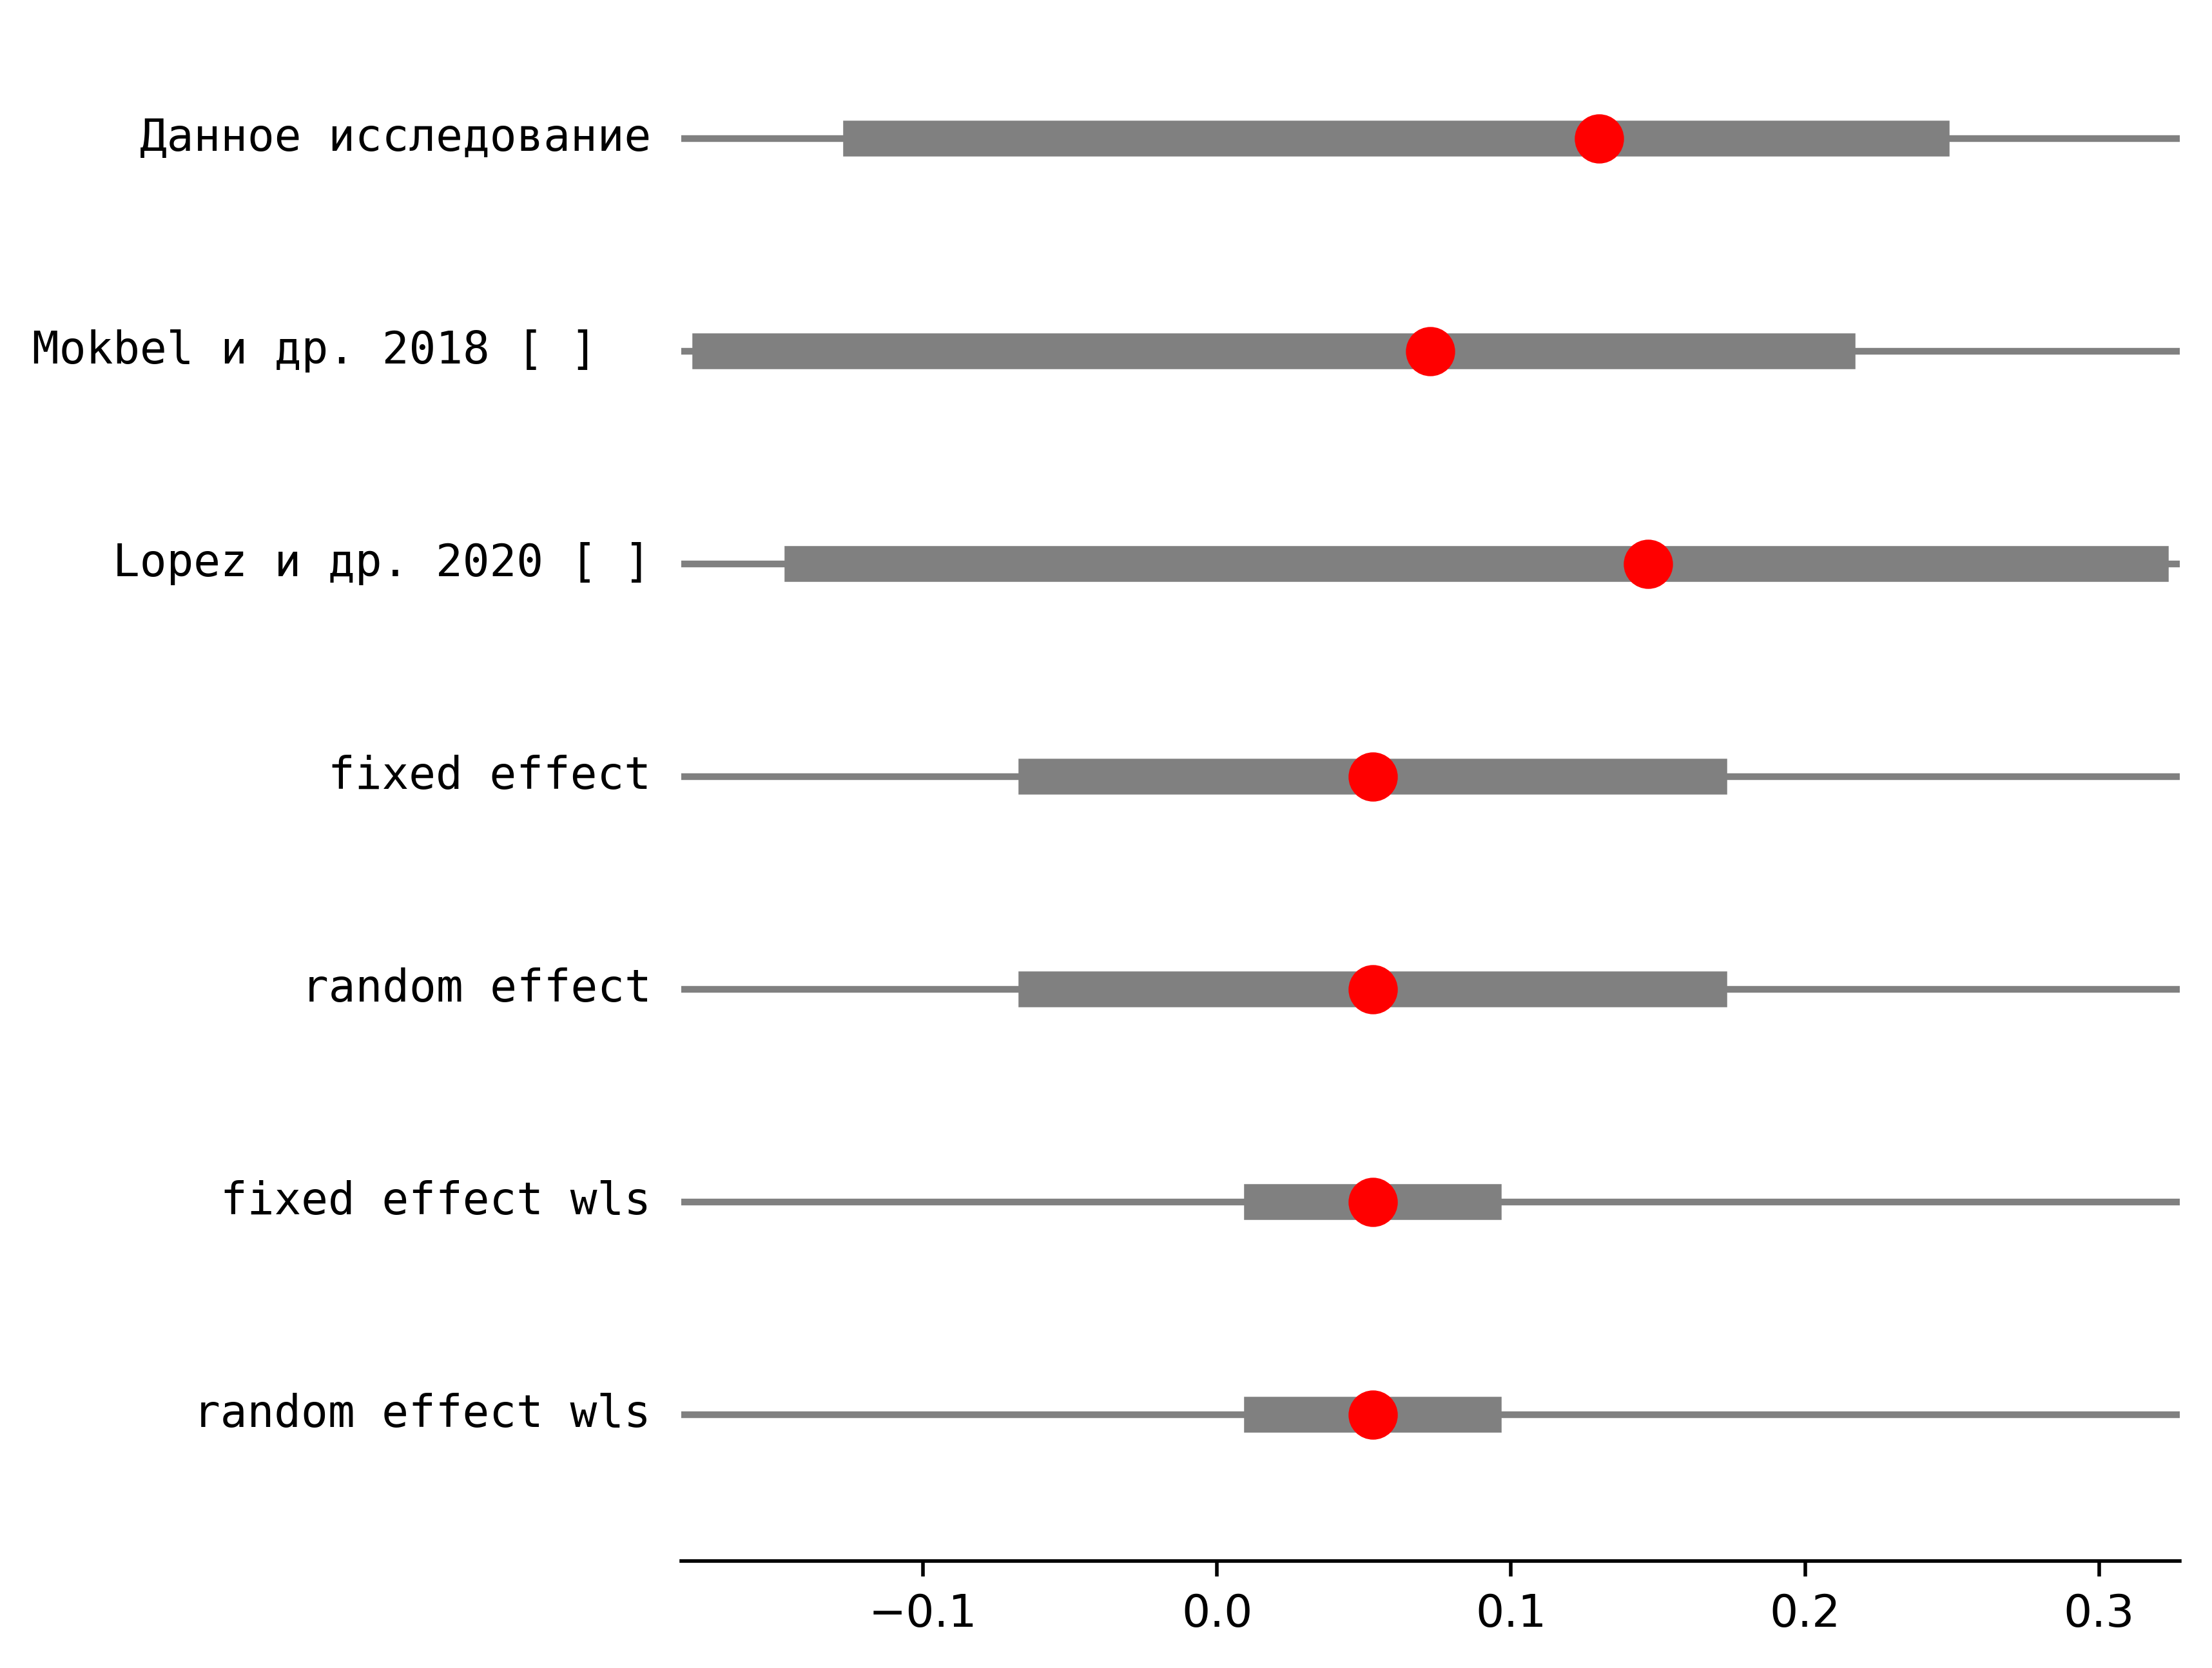 Данное исследование
Mokbel и др. 2018 [ ]
Lopez и др. 2020 [ ]
fixed effect
random effect
fixed effect wls
random effect wls
−0.1 0.0 0.1 0.2 0.3